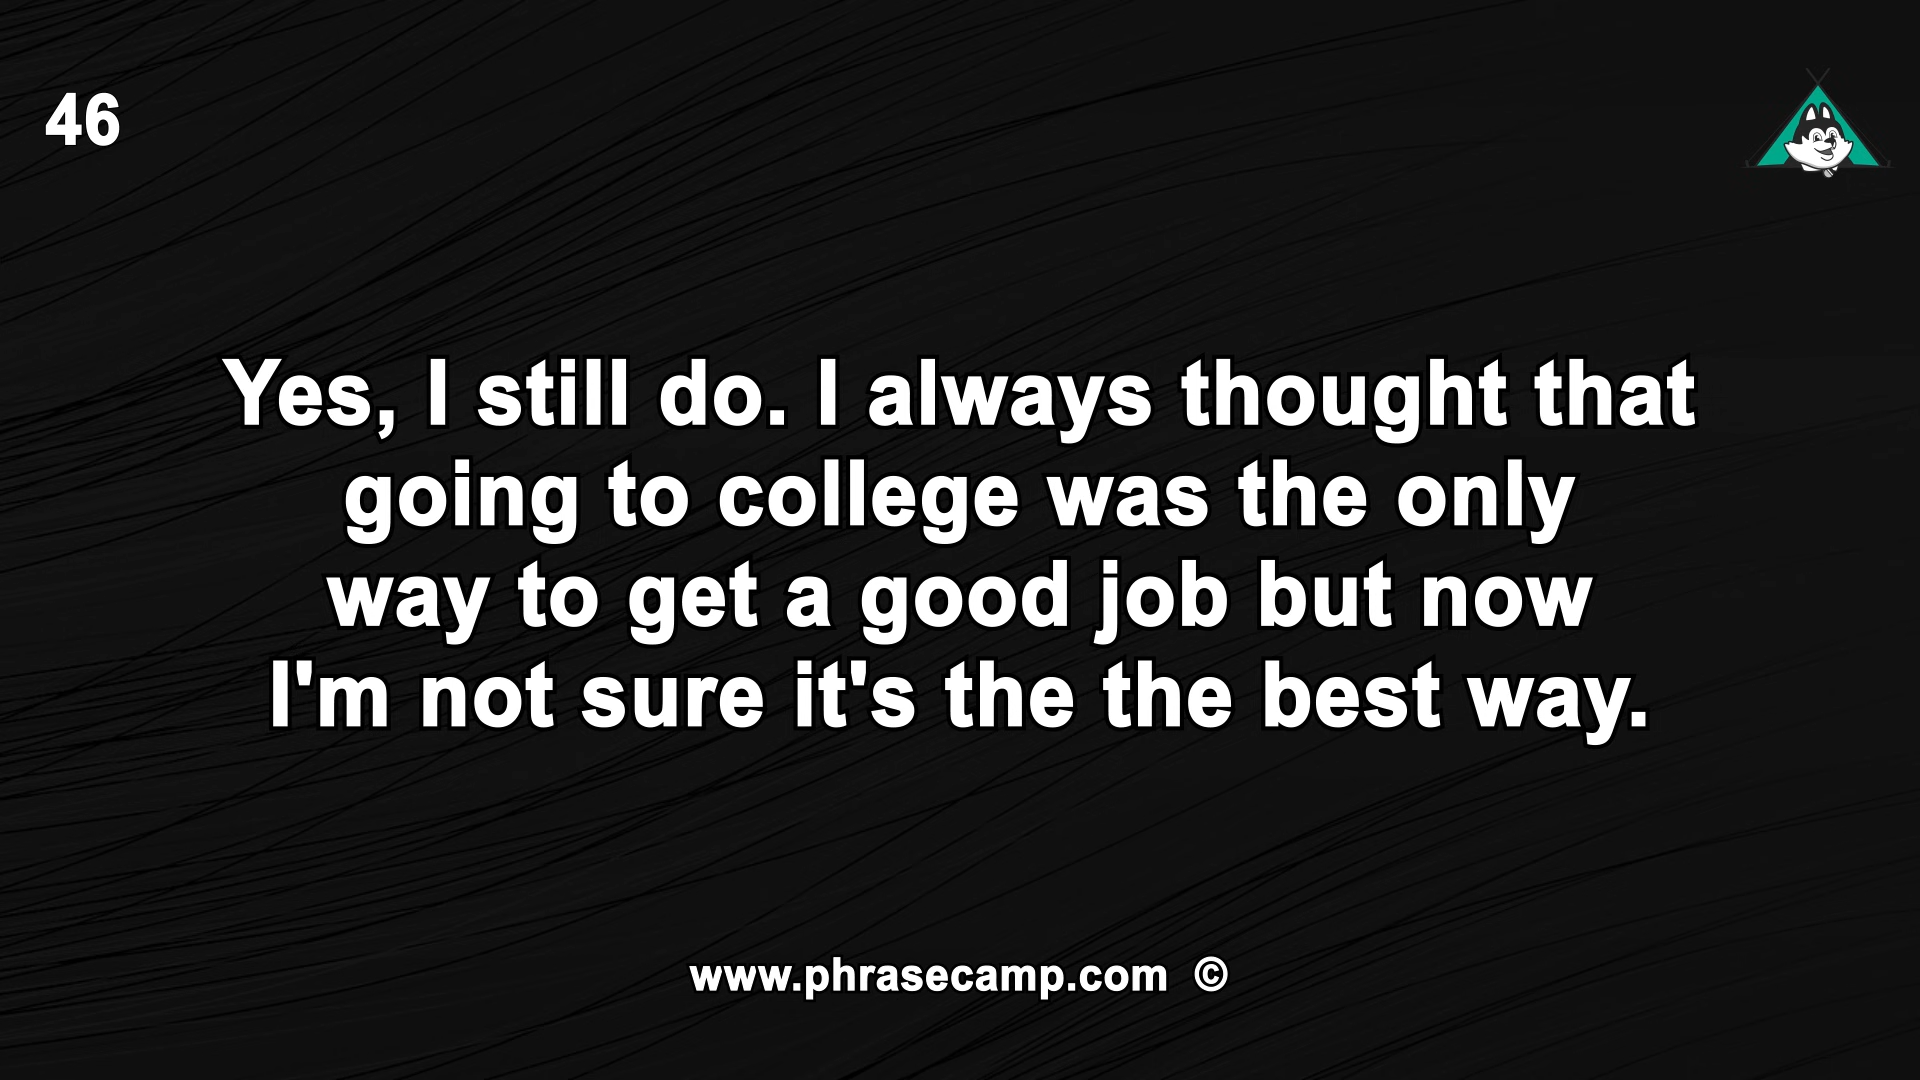 46
Yes, I still do. I always thought that
going to college was the only
way to get a good job but now
I'm not sure it's the the best way.
www.phrasecamp.com ©